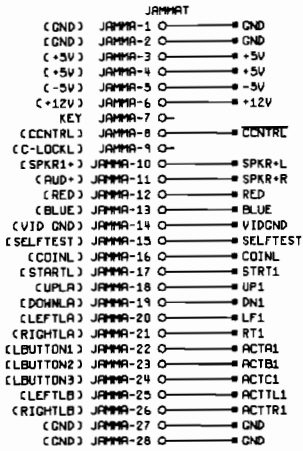 JAMMAT
(GND) JAMMA-1 GND
(GND) JAMMA-2 GND
(+5V) JAMMA-3 +5V
(+5V) JAMMA-4 +5V
(-5V) JAMMA-5 -5V
(+12V) JAMMA-6 +12V
KEY JAMMA-7
(CCNTRL) JAMMA-8 CCNTRL
(C-LOCKL) JAMMA-9
(SPKR1+) JAMMA-10 SPKR+L
(AUD+) JAMMA-11 SPKR+R
(RED) JAMMA-12 RED
(BLUE) JAMMA-13 BLUE
(VID GND) JAMMA-14 VIDGND
(SELFTEST) JAMMA-15 SELFTEST
(COINL) JAMMA-16 COINL
(STARTL) JAMMA-17 STRT1
(UPLA) JAMMA-18 UP1
(DOWNLA) JAMMA-19 DN1
(LEFTLA) JAMMA-20 LF1
(RIGHTLA) JAMMA-21 RT1
(LBUTTON1) JAMMA-22 ACTA1
(LBUTTON2) JAMMA-23 ACTB1
(LBUTTON3) JAMMA-24 ACTC1
(LEFTLB) JAMMA-25 ACTTL1
(RIGHTLB) JAMMA-26 ACTTR1
(GND) JAMMA-27 GND
(GND) JAMMA-28 GND